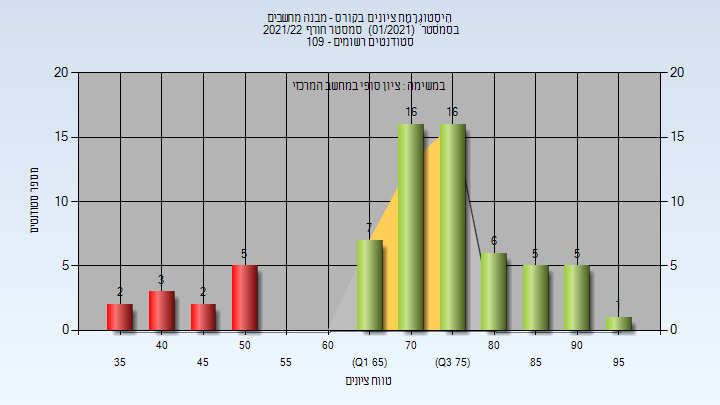 היסטוגרמת ציונים בקורס - מבנה מחשבים
בסמסטר (01/2021) סמסטר חורף 2021/22
סטודנטים רשומים - 109
במשימה : ציון סופי במחשב המרכזי
20 20
15 15
10 10
5 5
0 0
מספר סטודנטים
2 3 2 5 7 16 16 6 5 5 1
35 40 45 50 55 60 (Q1 65) 70 (Q3 75) 80 85 90 95
טווח ציונים